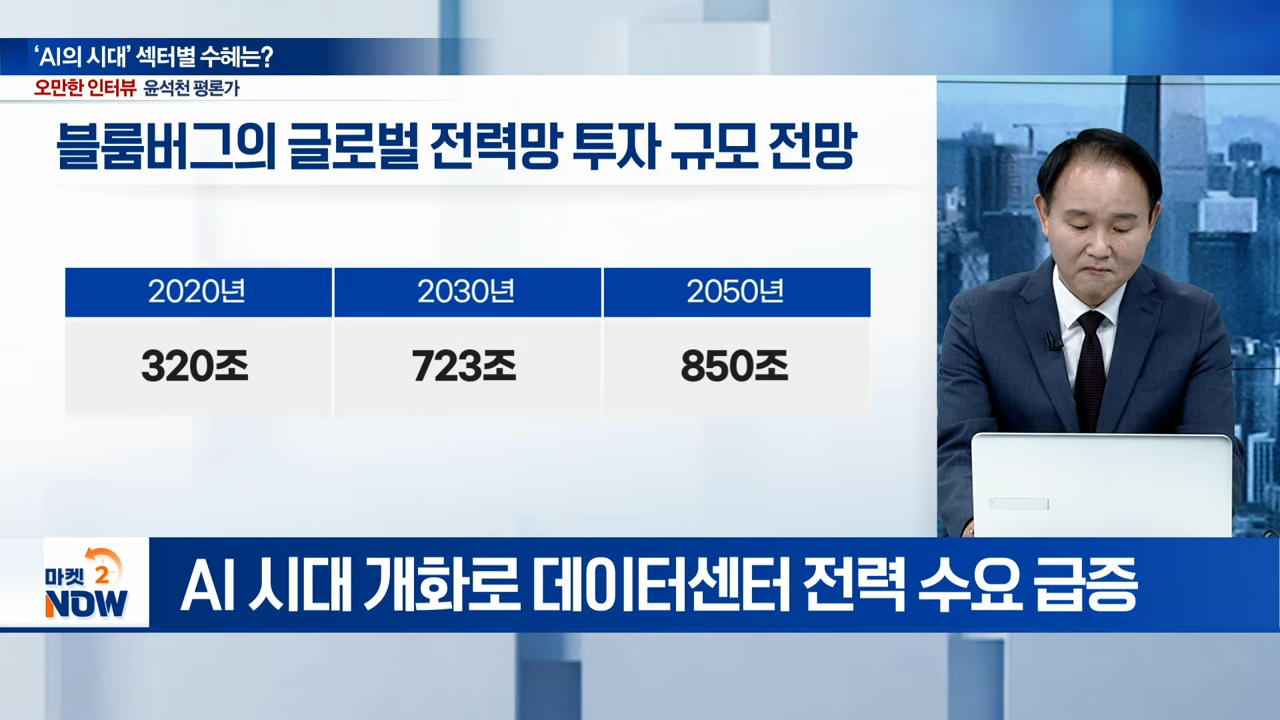 ‘AI의 시대’ 섹터별 수혜는?
오만한 인터뷰 윤석천 평론가
블룸버그의 글로벌 전력망 투자 규모 전망
2020년 2030년 2050년
320조 723조 850조
마켓 2
NOW
AI 시대 개화로 데이터센터 전력 수요 급증